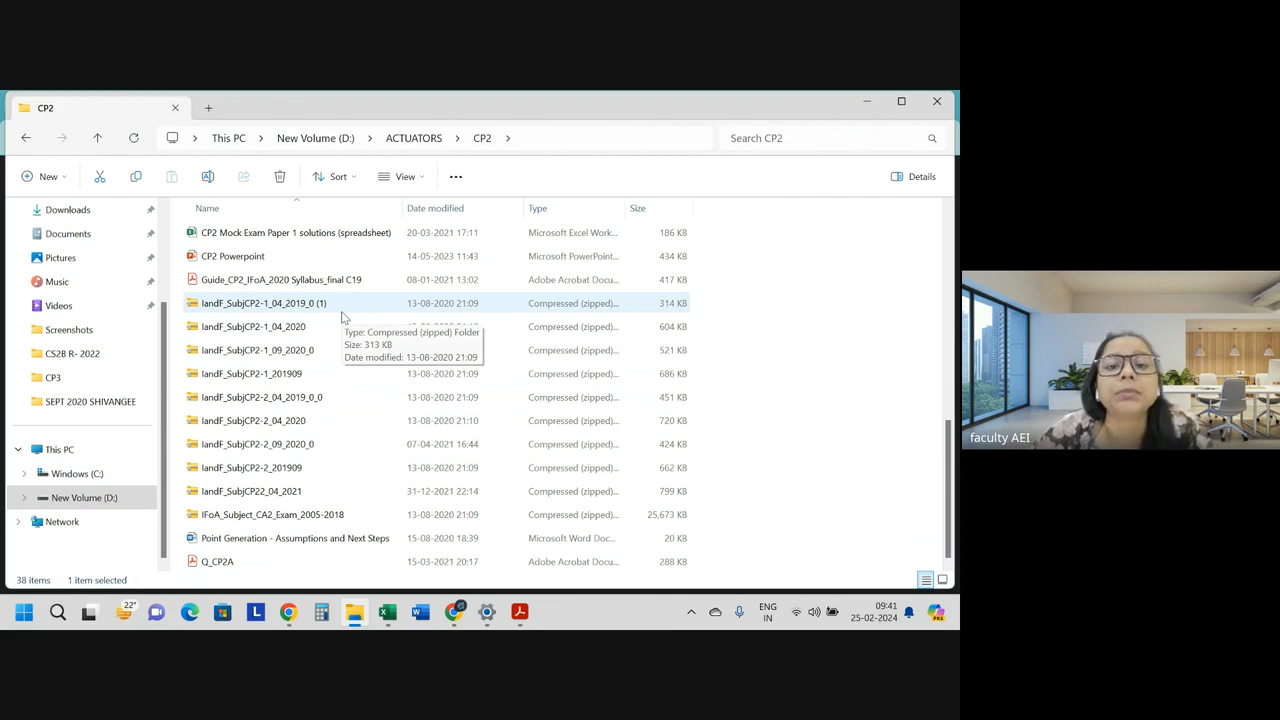 CP2
This PC > New Volume (D:) > ACTUATORS > CP2 >
Search CP2
New
Sort
View
Details
Downloads
Documents
Pictures
Music
Videos
Screenshots
CS2B R- 2022
CP3
SEPT 2020 SHIVANGEE
This PC
Windows (C:)
New Volume (D:)
Network
Name Date modified Type Size
CP2 Mock Exam Paper 1 solutions (spreadsheet) 20-03-2021 17:11 Microsoft Excel Work... 186 KB
CP2 Powerpoint 14-05-2023 11:43 Microsoft PowerPoint ... 434 KB
Guide_CP2_IFoA_2020 Syllabus_final C19 08-01-2021 13:02 Adobe Acrobat Docu... 417 KB
IandF_SubjCP2-1_04_2019_0 (1) 13-08-2020 21:09 Compressed (zipped)... 314 KB
IandF_SubjCP2-1_04_2020 Compressed (zipped)... 604 KB
IandF_SubjCP2-1_09_2020_0 Compressed (zipped)... 521 KB
IandF_SubjCP2-1_201909 13-08-2020 21:09 Compressed (zipped)... 686 KB
IandF_SubjCP2-2_04_2019_0_0 13-08-2020 21:09 Compressed (zipped)... 451 KB
IandF_SubjCP2-2_04_2020 13-08-2020 21:10 Compressed (zipped)... 720 KB
IandF_SubjCP2-2_09_2020_0 07-04-2021 16:44 Compressed (zipped)... 424 KB
IandF_SubjCP2-2_201909 13-08-2020 21:09 Compressed (zipped)... 662 KB
IandF_SubjCP22_04_2021 31-12-2021 22:14 Compressed (zipped)... 799 KB
IFoA_Subject_CA2_Exam_2005-2018 13-08-2020 21:09 Compressed (zipped)... 25,673 KB
Point Generation - Assumptions and Next Steps 15-08-2020 18:39 Microsoft Word Doc... 20 KB
Q_CP2A 15-03-2021 20:17 Adobe Acrobat Docu... 288 KB
Type: Compressed (zipped) Folder
Size: 313 KB
Date modified: 13-08-2020 21:09
38 items 1 item selected
22°
ENG
IN
09:41
25-02-2024
faculty AEI